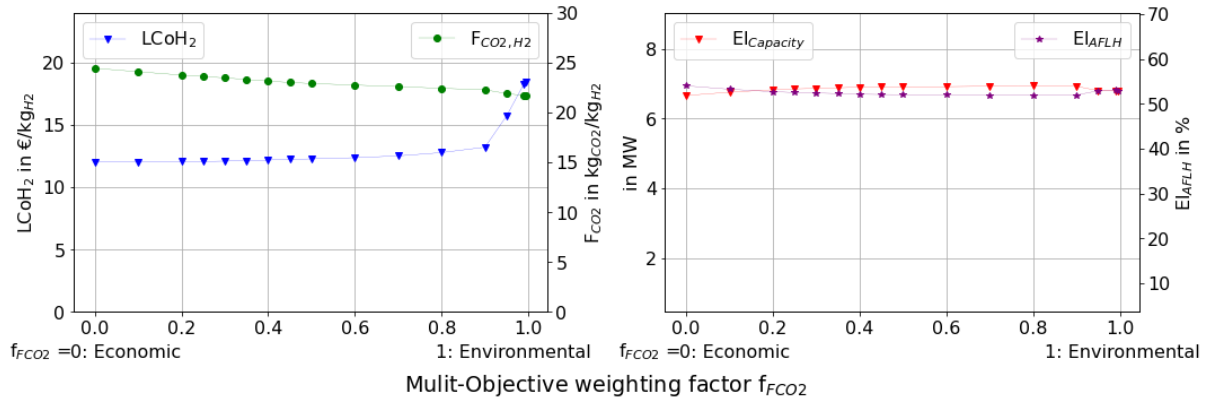 LCoH2
F_CO2,H2
LCoH2 in €/kg_H2
0
5
10
15
20
F_CO2 in kg_CO2/kg_H2
0
5
10
15
20
25
30
0.0 0.2 0.4 0.6 0.8 1.0
f_FCO2 =0: Economic 1: Environmental
EI_Capacity
EI_AFLH
in MW
2
4
6
8
EI_AFLH in %
10
20
30
40
50
60
70
0.0 0.2 0.4 0.6 0.8 1.0
f_FCO2 =0: Economic 1: Environmental
Mulit-Objective weighting factor f_FCO2